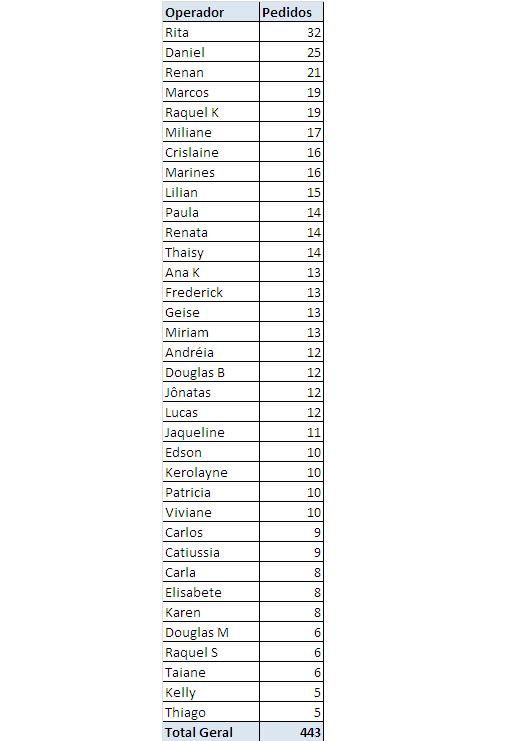 Operador Pedidos
Rita 32
Daniel 25
Renan 21
Marcos 19
Raquel K 19
Miliane 17
Crislaine 16
Marines 16
Lilian 15
Paula 14
Renata 14
Thaisy 14
Ana K 13
Frederick 13
Geise 13
Miriam 13
Andréia 12
Douglas B 12
Jônatas 12
Lucas 12
Jaqueline 11
Edson 10
Kerolayne 10
Patricia 10
Viviane 10
Carlos 9
Catiussia 9
Carla 8
Elisabete 8
Karen 8
Douglas M 6
Raquel S 6
Taiane 6
Kelly 5
Thiago 5
Total Geral 443